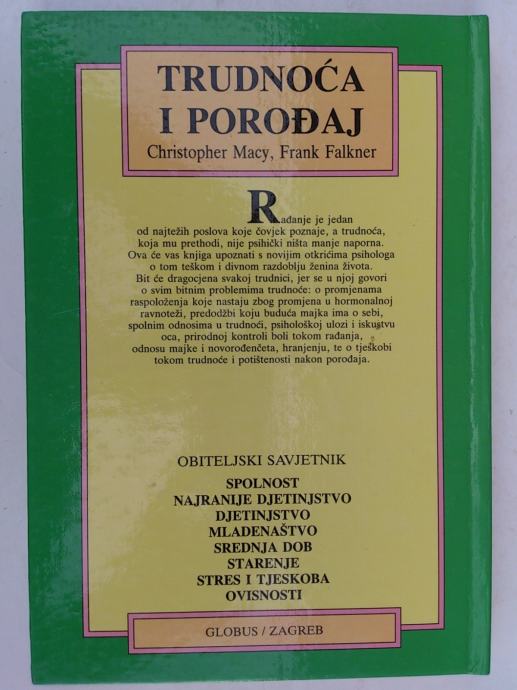 TRUDNOĆA
I POROĐAJ
Christopher Macy, Frank Falkner
Rađanje je jedan
od najtežih poslova koje čovjek poznaje, a trudnoća,
koja mu prethodi, nije psihički ništa manje naporna.
Ova će vas knjiga upoznati s novijim otkrićima psihologa
o tom teškom i divnom razdoblju ženina života.
Bit će dragocjena svakoj trudnici, jer se u njoj govori
o svim bitnim problemima trudnoće: o promjenama
raspoloženja koje nastaju zbog promjena u hormonalnoj
ravnoteži, predodžbi koju buduća majka ima o sebi,
spolnim odnosima u trudnoći, psihološkoj ulozi i iskustvu
oca, prirodnoj kontroli boli tokom rađanja,
odnosu majke i novorođenčeta, hranjenju, te o tjeskobi
tokom trudnoće i potištenosti nakon porođaja.
OBITELJSKI SAVJETNIK
SPOLNOST
NAJRANIJE DJETINJSTVO
DJETINJSTVO
MLADENAŠTVO
SREDNJA DOB
STARENJE
STRES I TJESKOBA
OVISNOSTI
GLOBUS / ZAGREB